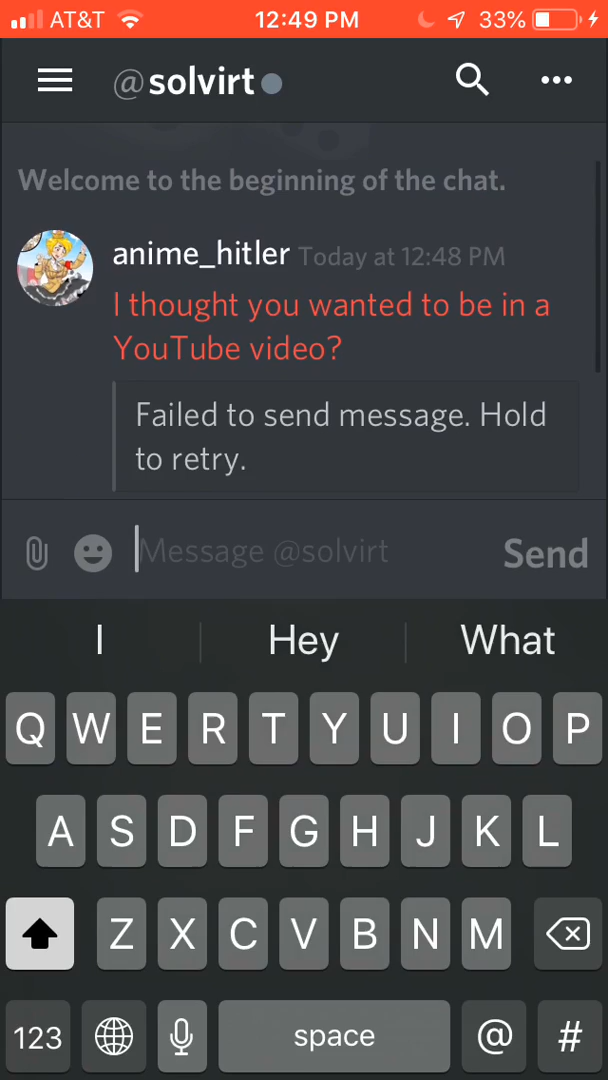 AT&T 12:49 PM 33%
@solvirt
Welcome to the beginning of the chat.
anime_hitler Today at 12:48 PM
I thought you wanted to be in a
YouTube video?
Failed to send message. Hold
to retry.
Message @solvirt Send
I Hey What
Q W E R T Y U I O P
A S D F G H J K L
Z X C V B N M
123 space @ #